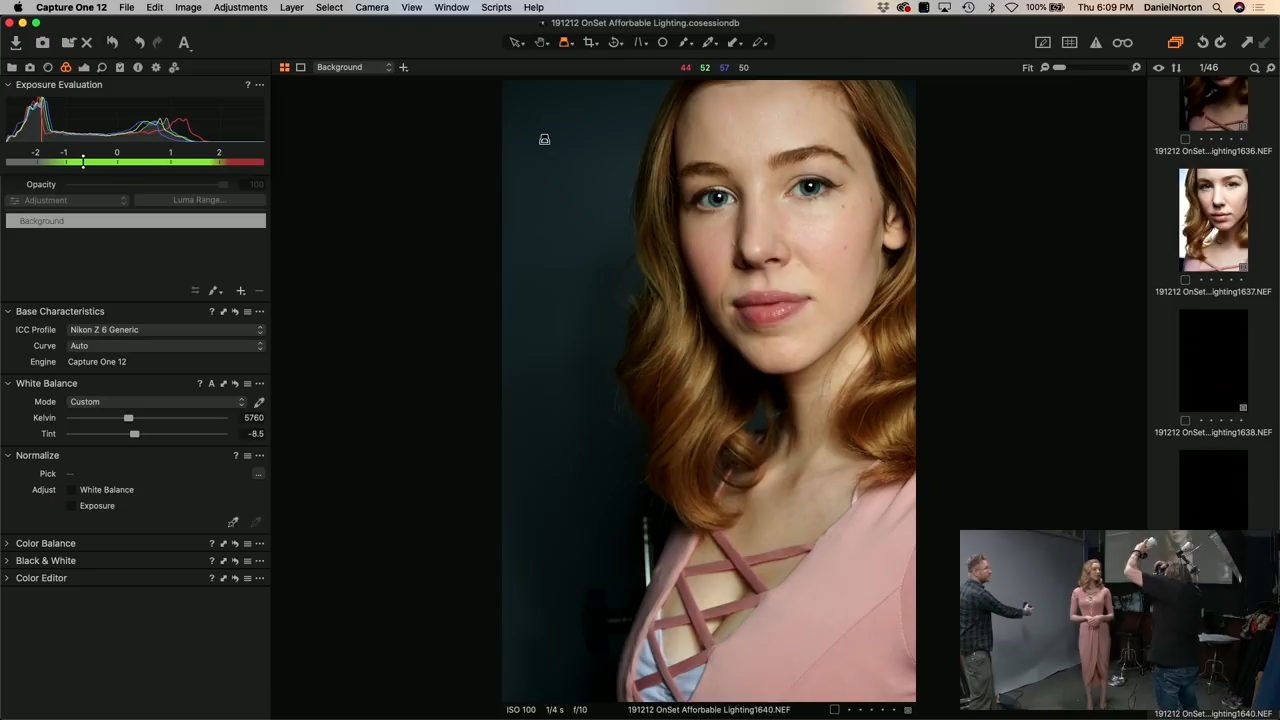 Capture One 12 File Edit Image Adjustments Layer Select Camera View Window Scripts Help 100% Thu 6:09 PM DanielNorton
191212 OnSet Afforbable Lighting.cosessiondb
Background Fit 44 52 57 50 1/46
Exposure Evaluation ?
-2 -1 0 1 2
Opacity 100
Adjustment Luma Range...
Background
Base Characteristics ?
ICC Profile Nikon Z 6 Generic
Curve Auto
Engine Capture One 12
White Balance ? A
Mode Custom
Kelvin 5760
Tint -8.5
Normalize ?
Pick --
Adjust White Balance
Exposure
Color Balance ?
Black & White ?
Color Editor ?
ISO 100 1/4 s f/10 191212 OnSet Afforbable Lighting1640.NEF
191212 OnSet...ighting1636.NEF
191212 OnSet...ighting1637.NEF
191212 OnSet...ighting1638.NEF
191212 OnSet...ighting1640.NEF